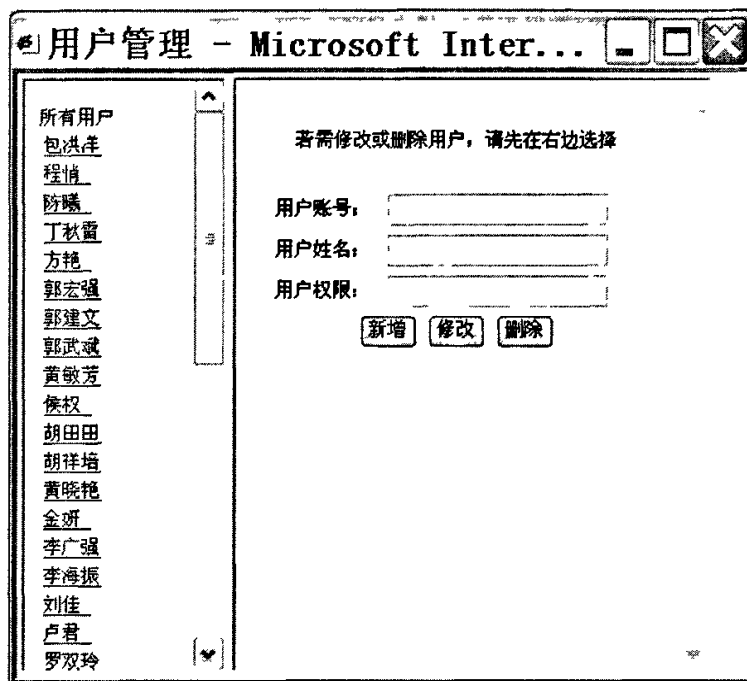 用户管理 - Microsoft Inter...
所有用户
包洪洋
程悄
陈曦
丁秋雷
方艳
郭宏强
郭建文
郭武斌
黄敏芳
侯权
胡田田
胡祥培
黄晓艳
金妍
李广强
李海振
刘佳
卢君
罗双玲
若需修改或删除用户，请先在右边选择
用户账号：
用户姓名：
用户权限：
新增 修改 删除